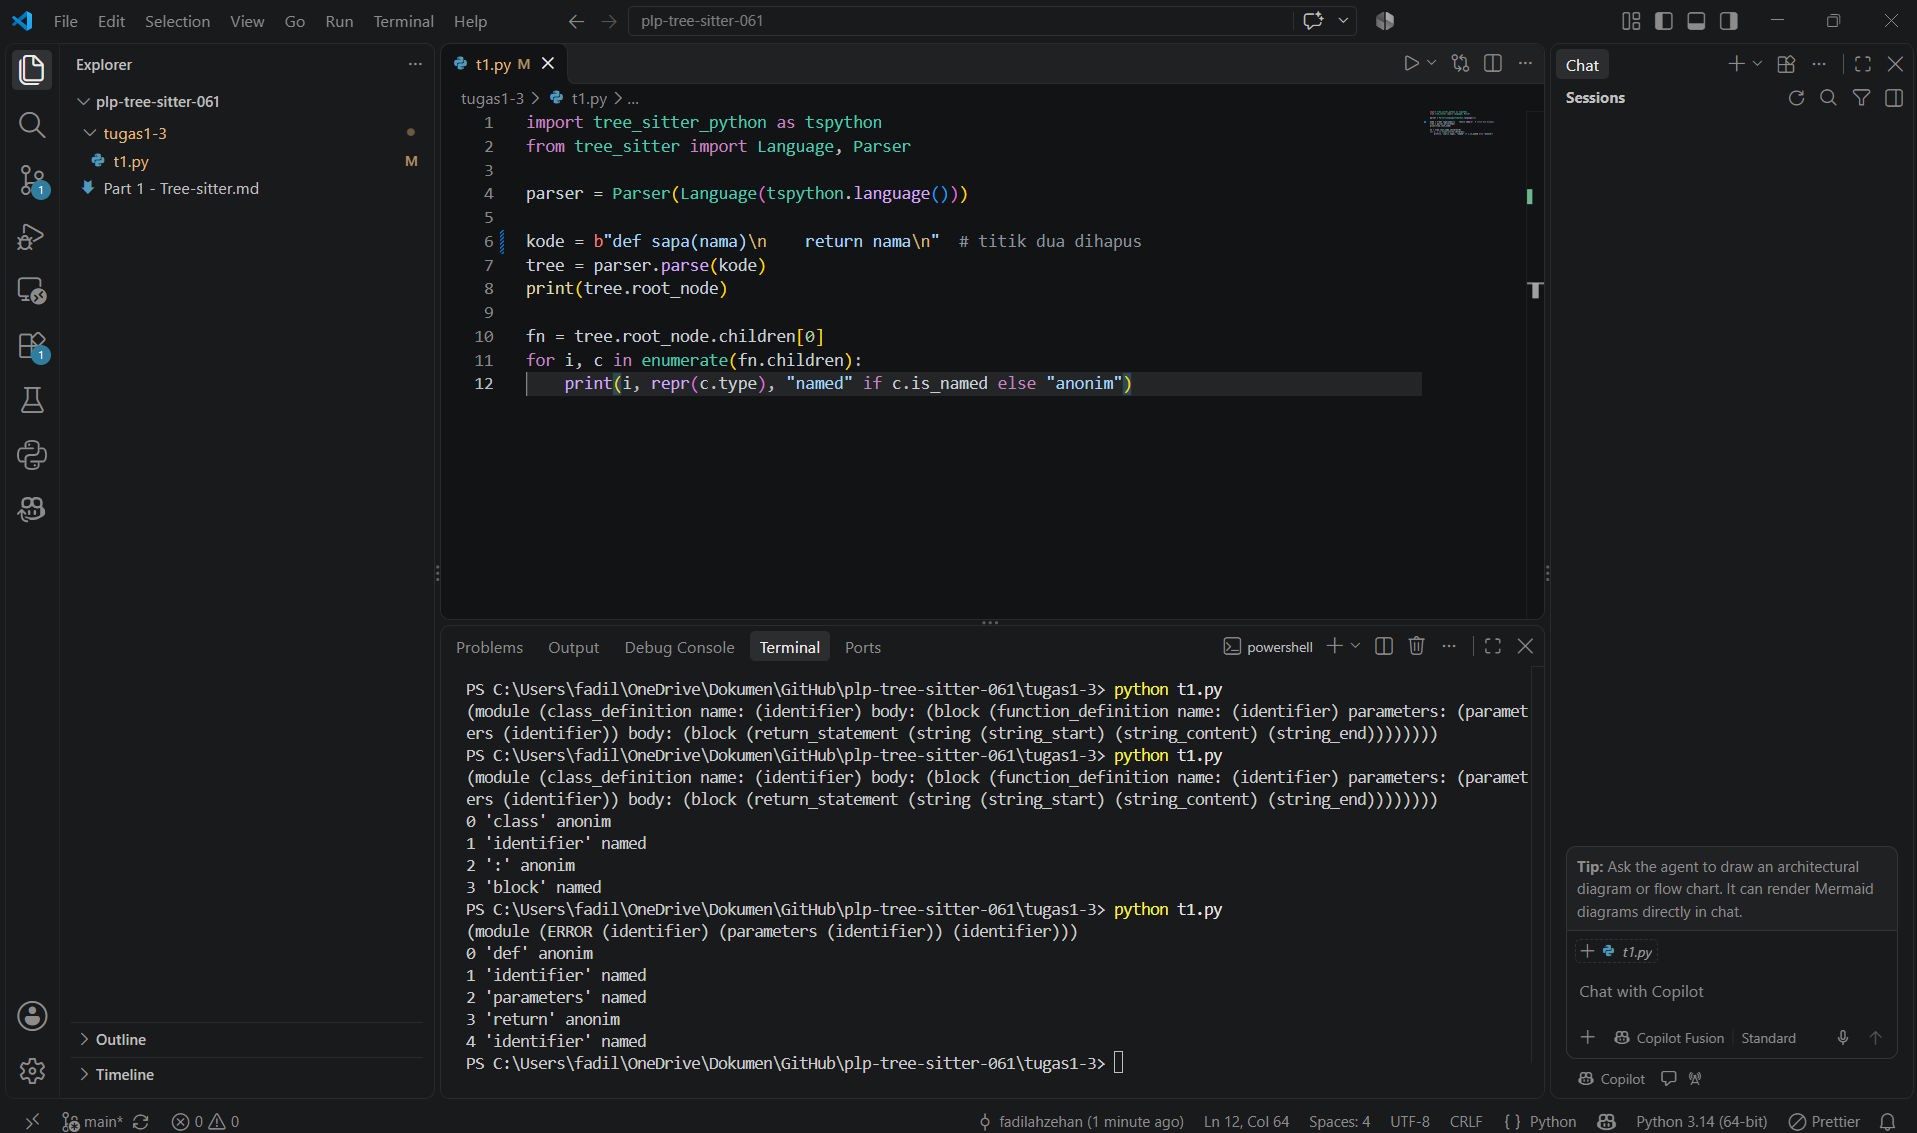 File Edit Selection View Go Run Terminal Help
plp-tree-sitter-061
Explorer
plp-tree-sitter-061
tugas1-3
t1.py M
Part 1 - Tree-sitter.md
1
1
Outline
Timeline
t1.py M
tugas1-3 > t1.py > ...
1 import tree_sitter_python as tspython
2 from tree_sitter import Language, Parser
3
4 parser = Parser(Language(tspython.language()))
5
6 kode = b"def sapa(nama)\n    return nama\n"  # titik dua dihapus
7 tree = parser.parse(kode)
8 print(tree.root_node)
9
10 fn = tree.root_node.children[0]
11 for i, c in enumerate(fn.children):
12     print(i, repr(c.type), "named" if c.is_named else "anonim")
Problems Output Debug Console Terminal Ports
powershell
PS C:\Users\fadil\OneDrive\Dokumen\GitHub\plp-tree-sitter-061\tugas1-3> python t1.py
(module (class_definition name: (identifier) body: (block (function_definition name: (identifier) parameters: (paramet
ers (identifier)) body: (block (return_statement (string (string_start) (string_content) (string_end))))))))
PS C:\Users\fadil\OneDrive\Dokumen\GitHub\plp-tree-sitter-061\tugas1-3> python t1.py
(module (class_definition name: (identifier) body: (block (function_definition name: (identifier) parameters: (paramet
ers (identifier)) body: (block (return_statement (string (string_start) (string_content) (string_end))))))))
0 'class' anonim
1 'identifier' named
2 ':' anonim
3 'block' named
PS C:\Users\fadil\OneDrive\Dokumen\GitHub\plp-tree-sitter-061\tugas1-3> python t1.py
(module (ERROR (identifier) (parameters (identifier)) (identifier)))
0 'def' anonim
1 'identifier' named
2 'parameters' named
3 'return' anonim
4 'identifier' named
PS C:\Users\fadil\OneDrive\Dokumen\GitHub\plp-tree-sitter-061\tugas1-3>
Chat
Sessions
Tip: Ask the agent to draw an architectural
diagram or flow chart. It can render Mermaid
diagrams directly in chat.
t1.py
Chat with Copilot
Copilot Fusion Standard
Copilot
main* 0 0 fadilahzehan (1 minute ago) Ln 12, Col 64 Spaces: 4 UTF-8 CRLF { } Python Python 3.14 (64-bit) Prettier